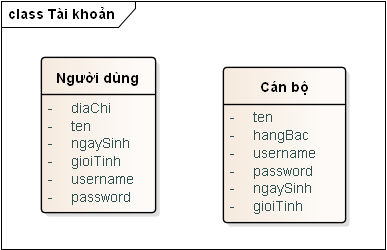 class Tài khoản
Người dùng
- diaChi
- ten
- ngaySinh
- gioiTinh
- username
- password
Cán bộ
- ten
- hangBac
- username
- password
- ngaySinh
- gioiTinh